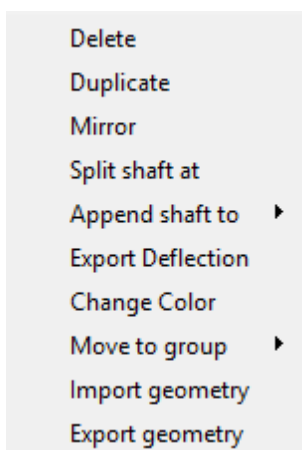 Delete
Duplicate
Mirror
Split shaft at
Append shaft to
Export Deflection
Change Color
Move to group
Import geometry
Export geometry